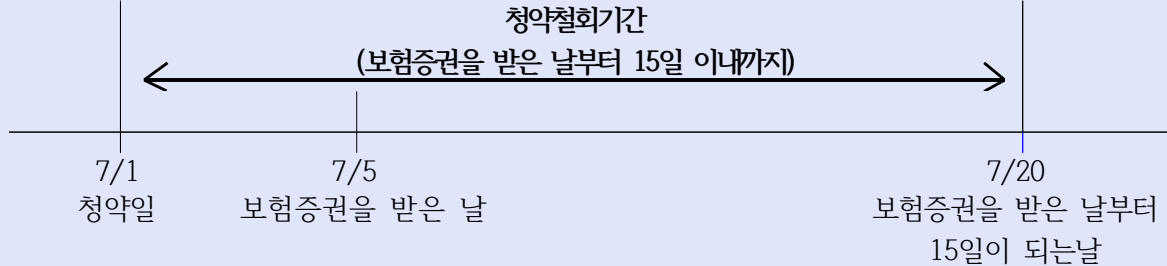 청약철회기간
(보험증권을 받은 날부터 15일 이내까지)
7/1
청약일
7/5
보험증권을 받은 날
7/20
보험증권을 받은 날부터
15일이 되는날